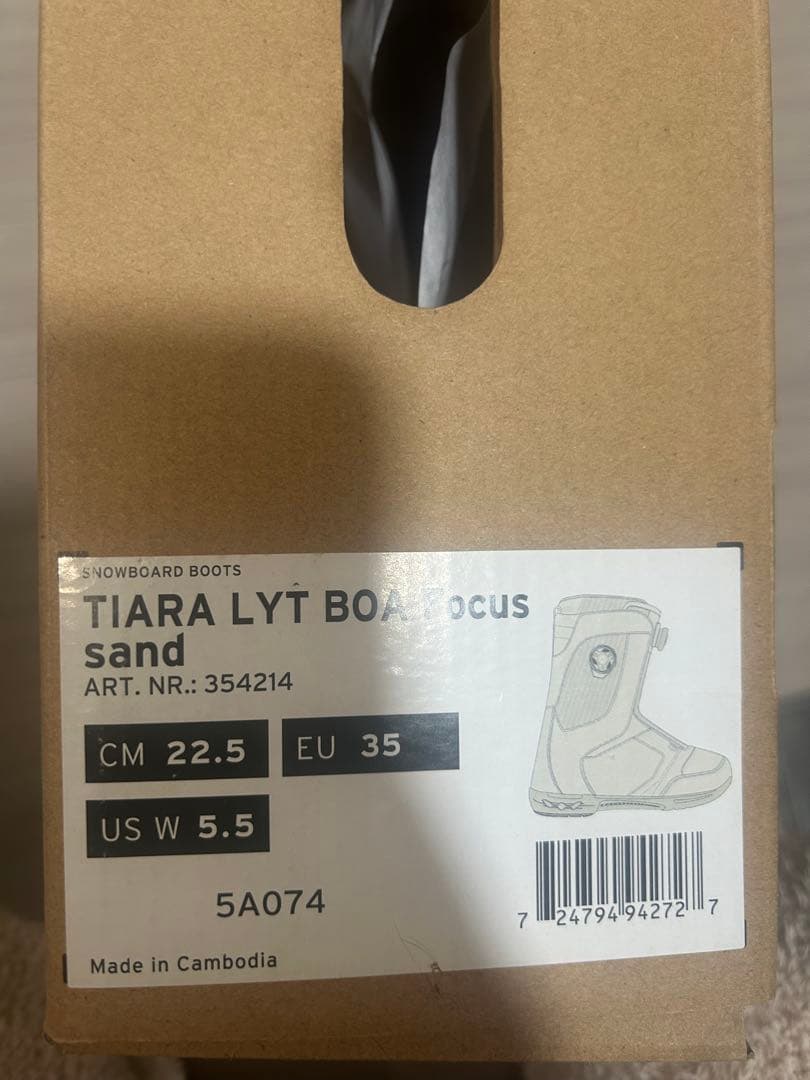 SNOWBOARD BOOTS
TIARA LYT BOA Focus
sand
ART. NR.: 354214
CM 22.5 EU 35
US W 5.5
5A074
7 24794 94272 7
Made in Cambodia